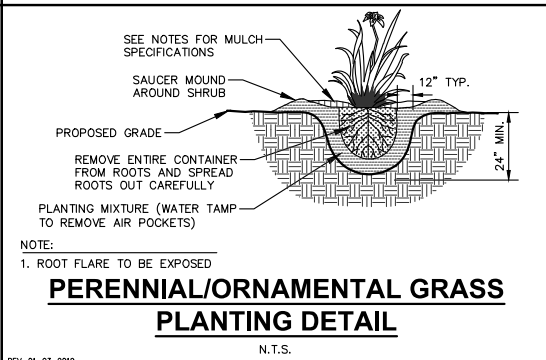 SEE NOTES FOR MULCH
SPECIFICATIONS
SAUCER MOUND
AROUND SHRUB
12" TYP.
PROPOSED GRADE
24" MIN.
REMOVE ENTIRE CONTAINER
FROM ROOTS AND SPREAD
ROOTS OUT CAREFULLY
PLANTING MIXTURE (WATER TAMP
TO REMOVE AIR POCKETS)
NOTE:
1. ROOT FLARE TO BE EXPOSED
PERENNIAL/ORNAMENTAL GRASS
PLANTING DETAIL
N.T.S.